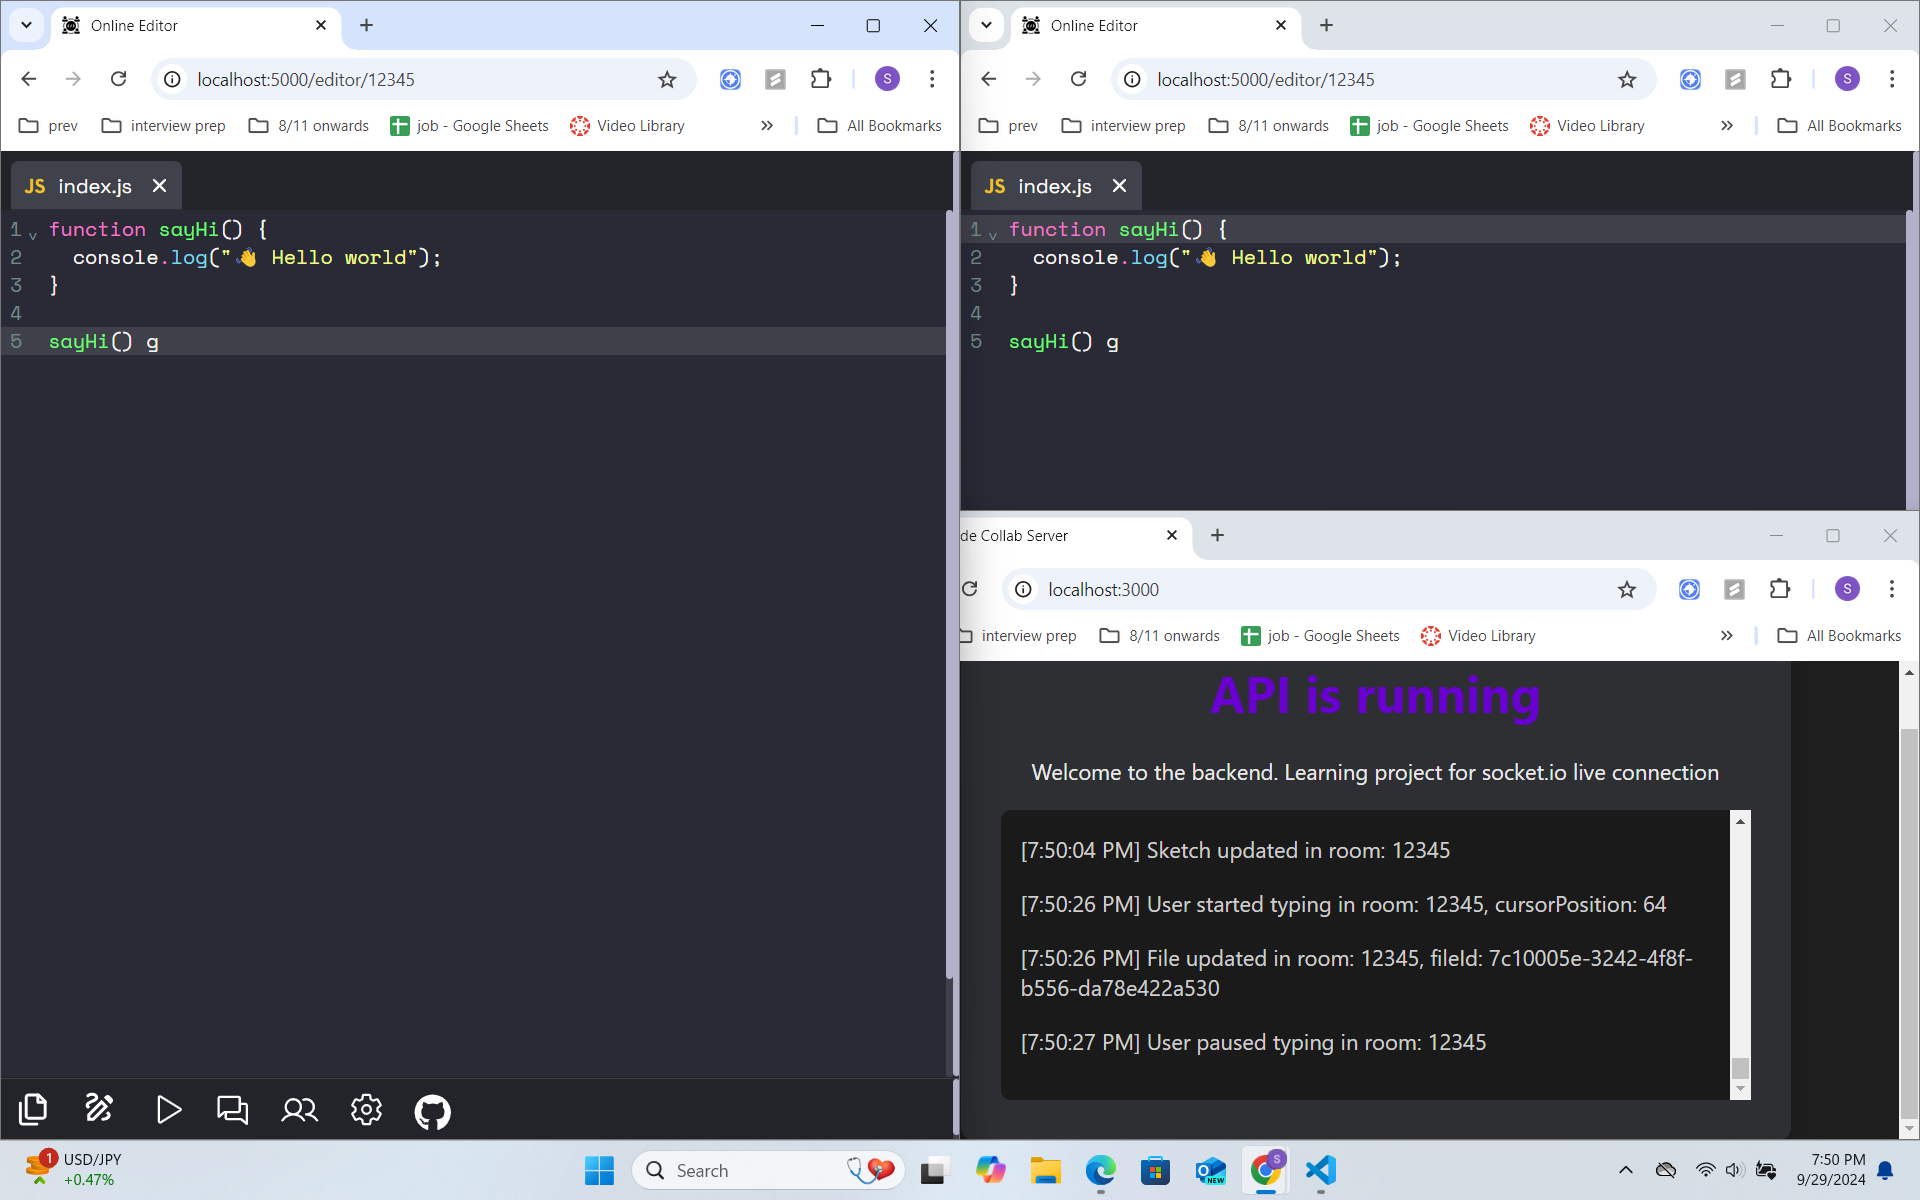 Online Editor
localhost:5000/editor/12345
S
prev
interview prep
8/11 onwards
job - Google Sheets
Video Library
All Bookmarks
JS index.js
1 function sayHi() {
2 console.log("👋 Hello world");
3 }
4
5 sayHi() g
Online Editor
localhost:5000/editor/12345
S
prev
interview prep
8/11 onwards
job - Google Sheets
Video Library
All Bookmarks
JS index.js
1 function sayHi() {
2 console.log("👋 Hello world");
3 }
4
5 sayHi() g
de Collab Server
localhost:3000
S
interview prep
8/11 onwards
job - Google Sheets
Video Library
All Bookmarks
API is running
Welcome to the backend. Learning project for socket.io live connection
[7:50:04 PM] Sketch updated in room: 12345
[7:50:26 PM] User started typing in room: 12345, cursorPosition: 64
[7:50:26 PM] File updated in room: 12345, fileId: 7c10005e-3242-4f8f-
b556-da78e422a530
[7:50:27 PM] User paused typing in room: 12345
1
USD/JPY
+0.47%
Search
NEW
S
7:50 PM
9/29/2024